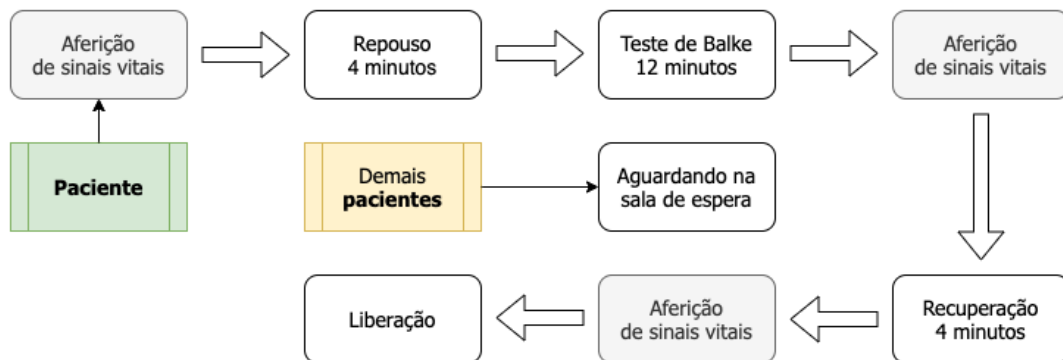 Aferição
de sinais vitais
Repouso
4 minutos
Teste de Balke
12 minutos
Aferição
de sinais vitais
Paciente
Demais
pacientes
Aguardando na
sala de espera
Liberação
Aferição
de sinais vitais
Recuperação
4 minutos